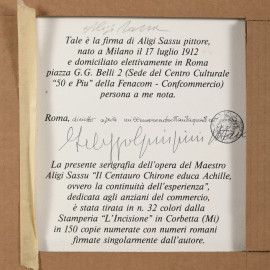 Aligi Sassu
Tale è la firma di Aligi Sassu pittore,
nato a Milano il 17 luglio 1912
e domiciliato elettivamente in Roma
piazza G.G. Belli 2 (Sede del Centro Culturale
"50 e Più" della Fenacom - Confcommercio)
persona a me nota.
Roma,
La presente serigrafia dell'opera del Maestro
Aligi Sassu "Il Centauro Chirone educa Achille,
ovvero la continuità dell'esperienza",
dedicata agli anziani del commercio,
è stata tirata in n. 32 colori dalla
Stamperia "L'Incisione" in Corbetta (Mi)
in 150 copie numerate con numeri romani
firmate singolarmente dall'autore.